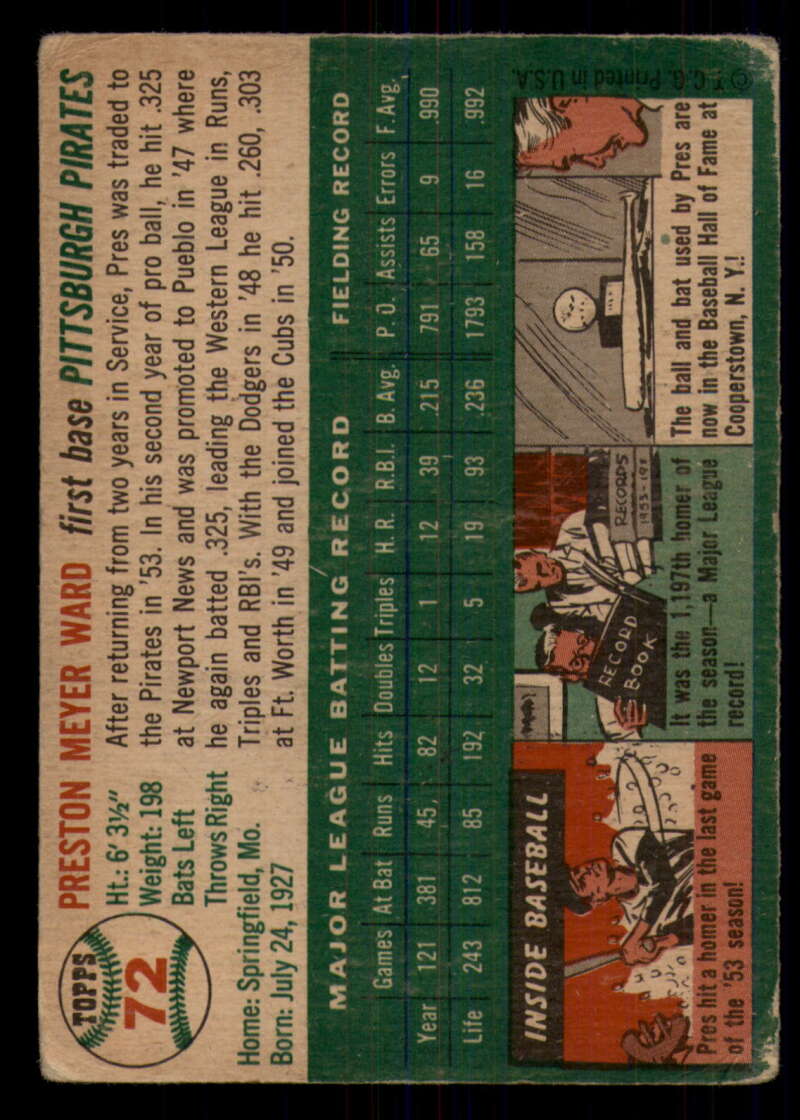 TOPPS
72
PRESTON MEYER WARD first base PITTSBURGH PIRATES
Ht.: 6' 3½"
Weight: 198
Bats Left
Throws Right
Home: Springfield, Mo.
Born: July 24, 1927
After returning from two years in Service, Pres was traded to
the Pirates in '53. In his second year of pro ball, he hit .325
at Newport News and was promoted to Pueblo in '47 where
he again batted .325, leading the Western League in Runs,
Triples and RBI's. With the Dodgers in '48 he hit .260, .303
at Ft. Worth in '49 and joined the Cubs in '50.
MAJOR LEAGUE BATTING RECORD FIELDING RECORD
Games At Bat Runs Hits Doubles Triples H. R. R.B.I. B. Avg. P. O. Assists Errors F. Avg.
Year 121 381 45 82 12 1 12 39 .215 791 65 9 .990
Life 243 812 85 192 32 5 19 93 .236 1793 158 16 .992
INSIDE BASEBALL
Pres hit a homer in the last game
of the '53 season!
RECORD
BOOK
RECORDS
It was the 1,197th homer of
the season—a Major League
record!
The ball and bat used by Pres are
now in the Baseball Hall of Fame at
Cooperstown, N. Y.!
© T. C. G. Printed in U.S.A.